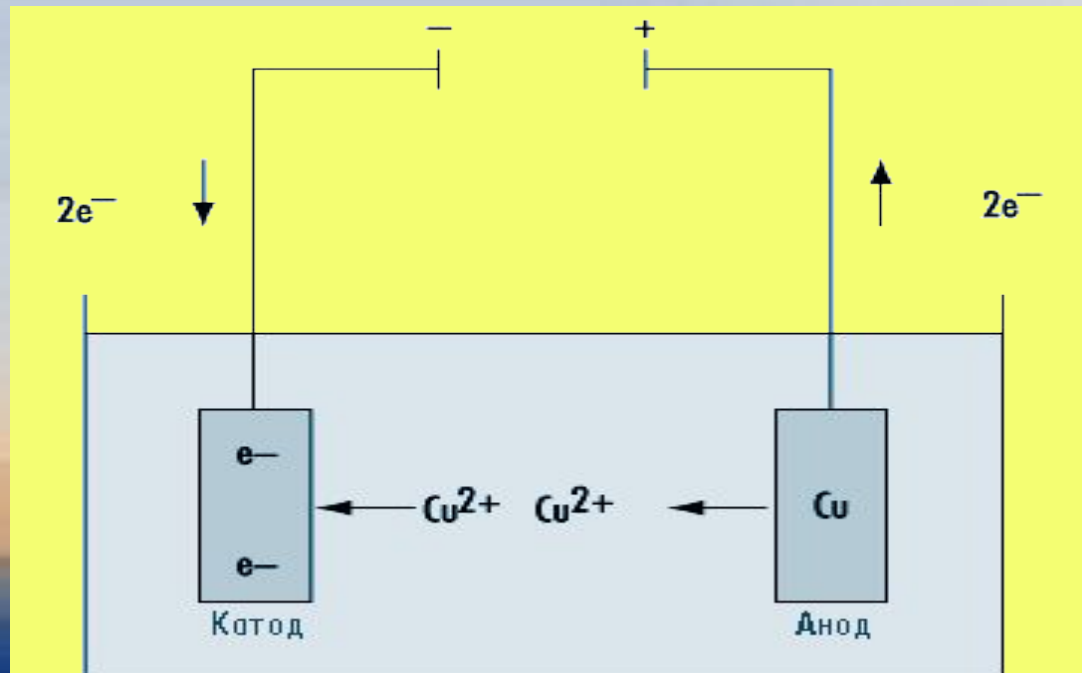 — +
2e— 2e—
e—
Cu2+ Cu2+ Cu
e—
Катод Анод